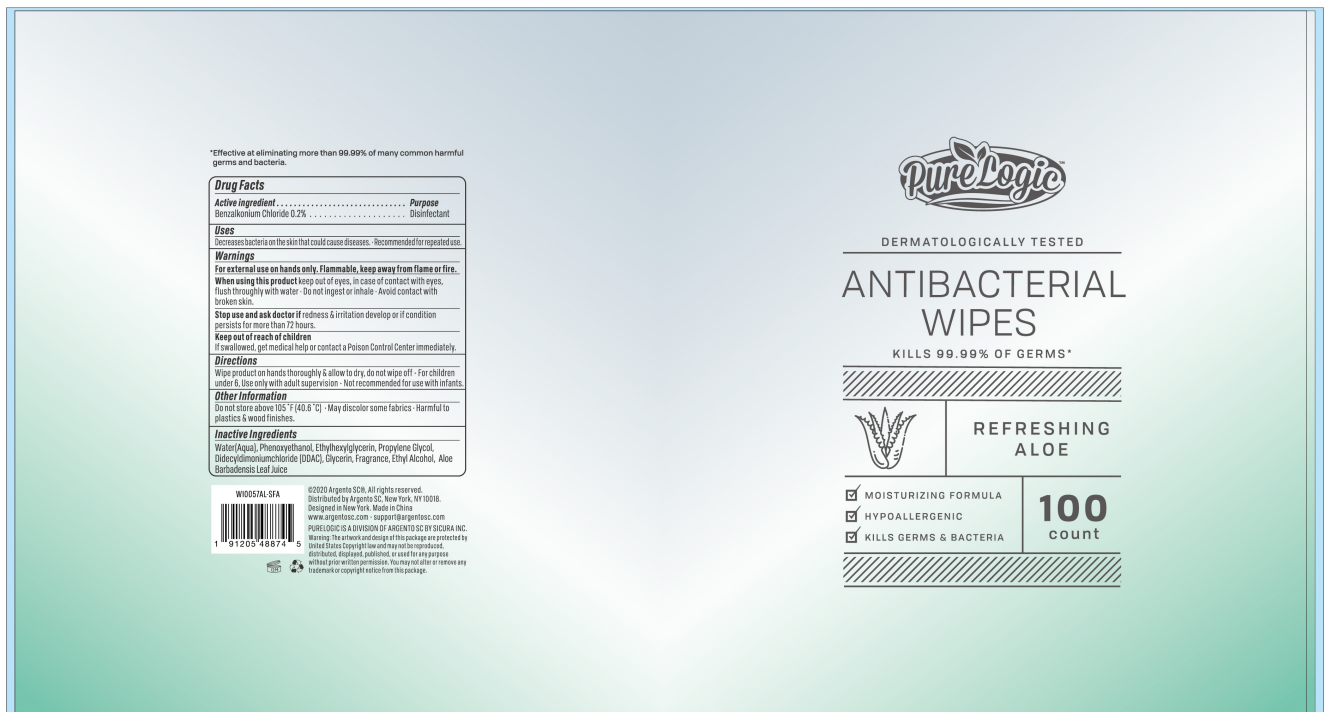 *Effective at eliminating more than 99.99% of many common harmful
germs and bacteria.
Drug Facts
Active ingredient . . . . . . . . . . . . . . . . . . . . . . . . . . . . Purpose
Benzalkonium Chloride 0.2% . . . . . . . . . . . . . . . . . . . . Disinfectant
Uses
Decreases bacteria on the skin that could cause diseases. · Recommended for repeated use.
Warnings
For external use on hands only. Flammable, keep away from flame or fire.
When using this product keep out of eyes, in case of contact with eyes,
flush throughly with water · Do not ingest or inhale · Avoid contact with
broken skin.
Stop use and ask doctor if redness & irritation develop or if condition
persists for more than 72 hours.
Keep out of reach of children
If swallowed, get medical help or contact a Poison Control Center immediately.
Directions
Wipe product on hands thoroughly & allow to dry, do not wipe off · For children
under 6, Use only with adult supervision · Not recommended for use with infants.
Other Information
Do not store above 105 ˚F (40.6 ˚C) · May discolor some fabrics · Harmful to
plastics & wood finishes.
Inactive Ingredients
Water(Aqua), Phenoxyethanol, Ethylhexylglycerin, Propylene Glycol,
Didecyldimoniumchloride (DDAC), Glycerin, Fragrance, Ethyl Alcohol, Aloe
Barbadensis Leaf Juice
WI0057AL-SFA
1 91205 48874 5
©2020 Argento SC®, All rights reserved.
Distributed by Argento SC, New York, NY 10018.
Designed in New York. Made in China
www.argentosc.com - support@argentosc.com
PURELOGIC IS A DIVISION OF ARGENTO SC BY SICURA INC.
Warning: The artwork and design of this package are protected by
United States Copyright law and may not be reproduced,
distributed, displayed, published, or used for any purpose
without prior written permission. You may not alter or remove any
trademark or copyright notice from this package.
PureLogic™
DERMATOLOGICALLY TESTED
ANTIBACTERIAL
WIPES
KILLS 99.99% OF GERMS*
REFRESHING
ALOE
MOISTURIZING FORMULA
HYPOALLERGENIC
KILLS GERMS & BACTERIA
100
count